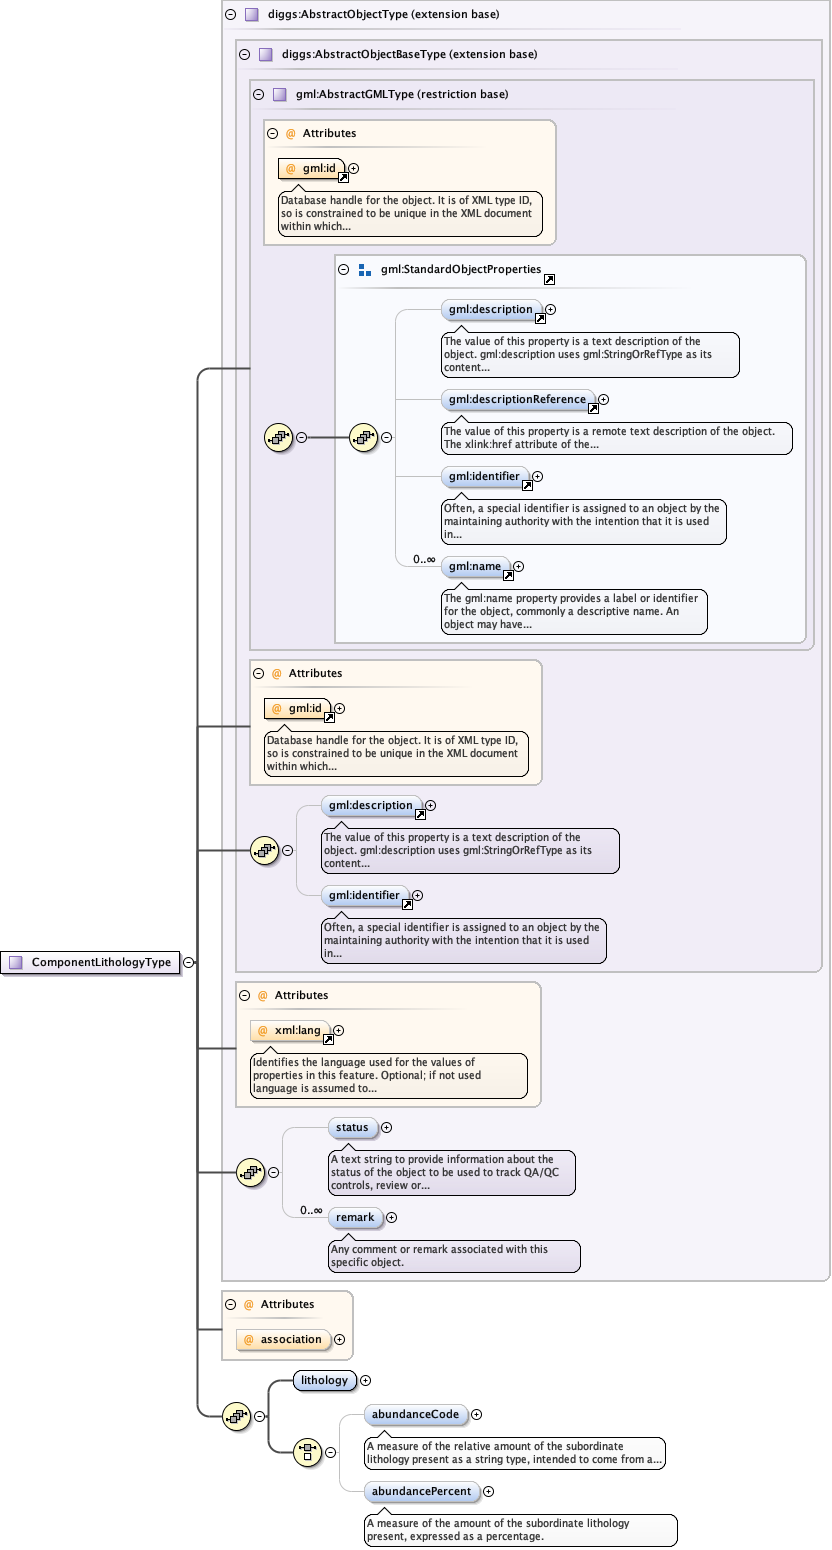 diggs:AbstractObjectType (extension base)
diggs:AbstractObjectBaseType (extension base)
gml:AbstractGMLType (restriction base)
@ Attributes
@ gml:id
Database handle for the object. It is of XML type ID,
so is constrained to be unique in the XML document
within which...
gml:StandardObjectProperties
gml:description
The value of this property is a text description of the
object. gml:description uses gml:StringOrRefType as its
content...
gml:descriptionReference
The value of this property is a remote text description of the object.
The xlink:href attribute of the...
gml:identifier
Often, a special identifier is assigned to an object by the
maintaining authority with the intention that it is used
in...
0..∞
gml:name
The gml:name property provides a label or identifier
for the object, commonly a descriptive name. An
object may have...
@ Attributes
@ gml:id
Database handle for the object. It is of XML type ID,
so is constrained to be unique in the XML document
within which...
gml:description
The value of this property is a text description of the
object. gml:description uses gml:StringOrRefType as its
content...
gml:identifier
Often, a special identifier is assigned to an object by the
maintaining authority with the intention that it is used
in...
ComponentLithologyType
@ Attributes
@ xml:lang
Identifies the language used for the values of
properties in this feature. Optional; if not used
language is assumed to...
status
A text string to provide information about the
status of the object to be used to track QA/QC
controls, review or...
0..∞
remark
Any comment or remark associated with this
specific object.
@ Attributes
@ association
lithology
abundanceCode
A measure of the relative amount of the subordinate
lithology present as a string type, intended to come from a...
abundancePercent
A measure of the amount of the subordinate lithology
present, expressed as a percentage.